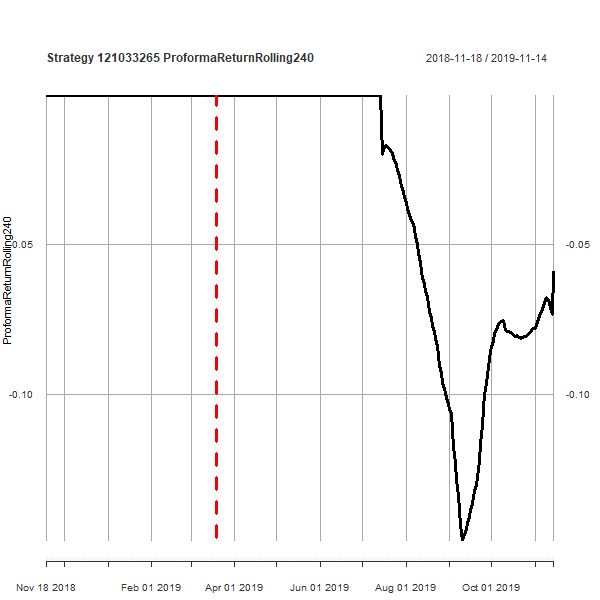 Strategy 121033265 ProformaReturnRolling240
2018-11-18 / 2019-11-14
ProformaReturnRolling240
-0.05
-0.05
-0.10
-0.10
Nov 18 2018
Feb 01 2019
Apr 01 2019
Jun 01 2019
Aug 01 2019
Oct 01 2019